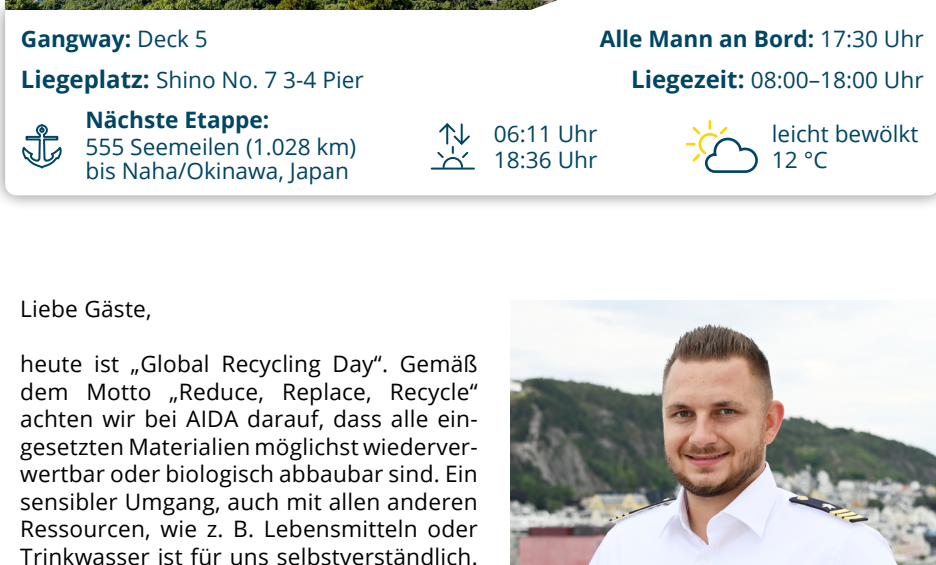 Gangway: Deck 5
Alle Mann an Bord: 17:30 Uhr
Liegeplatz: Shino No. 7 3-4 Pier
Liegezeit: 08:00–18:00 Uhr
Nächste Etappe:
555 Seemeilen (1.028 km)
bis Naha/Okinawa, Japan
06:11 Uhr
18:36 Uhr
leicht bewölkt
12 °C
Liebe Gäste,
heute ist „Global Recycling Day“. Gemäß
dem Motto „Reduce, Replace, Recycle“
achten wir bei AIDA darauf, dass alle ein-
gesetzten Materialien möglichst wiederver-
wertbar oder biologisch abbaubar sind. Ein
sensibler Umgang, auch mit allen anderen
Ressourcen, wie z. B. Lebensmitteln oder
Trinkwasser ist für uns selbstverständlich.